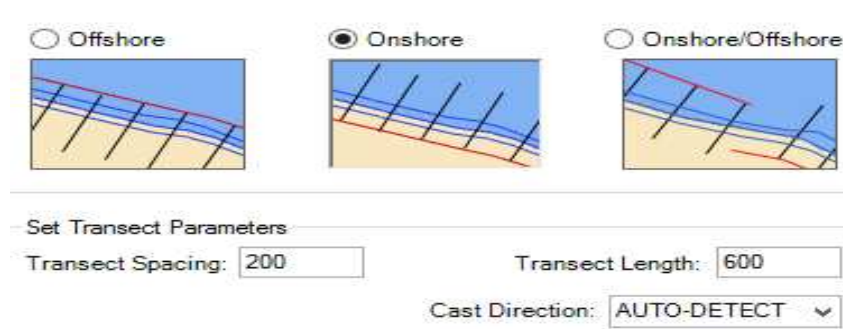 Offshore Onshore Onshore/Offshore
Set Transect Parameters
Transect Spacing: 200 Transect Length: 600
Cast Direction: AUTO-DETECT